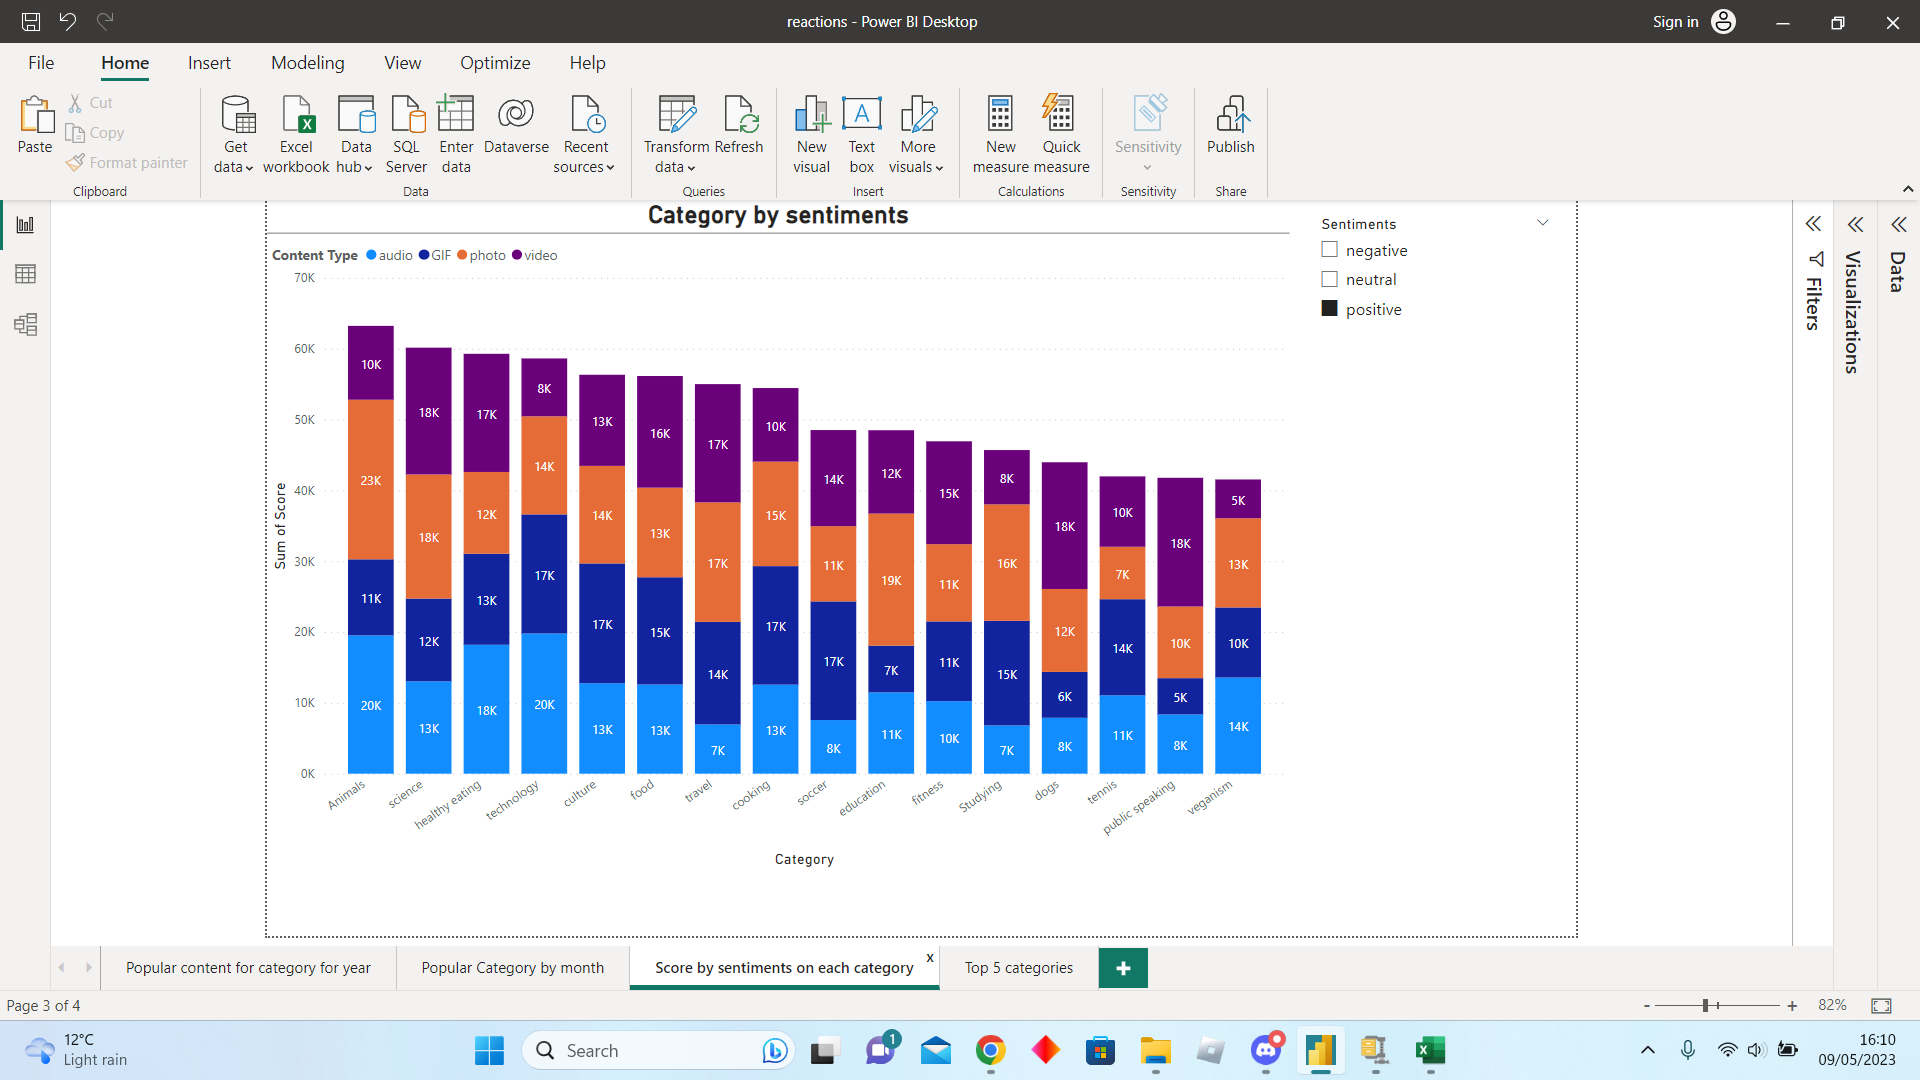 reactions - Power BI Desktop
Sign in
File Home Insert Modeling View Optimize Help
Paste
Cut
Copy
Format painter
Clipboard
Get data
Excel workbook
Data hub
SQL Server
Enter data
Dataverse
Recent sources
Data
Transform data
Refresh
Queries
New visual
Text box
More visuals
Insert
New measure
Quick measure
Calculations
Sensitivity
Sensitivity
Publish
Share
Category by sentiments
Content Type audio GIF photo video
Sentiments
negative
neutral
positive
Filters
Visualizations
Data
Sum of Score
70K
60K
50K
40K
30K
20K
10K
0K
10K 23K 11K 20K
18K 18K 12K 13K
17K 12K 13K 18K
8K 14K 17K 20K
13K 14K 17K 13K
16K 13K 15K 13K
17K 17K 14K 7K
10K 15K 17K 13K
14K 11K 17K 8K
12K 19K 7K 11K
15K 11K 11K 10K
8K 16K 15K 7K
18K 12K 6K 8K
10K 7K 14K 11K
18K 10K 5K 8K
5K 13K 10K 14K
Animals science healthy eating technology culture food travel cooking soccer education fitness Studying dogs tennis public speaking veganism
Category
Popular content for category for year
Popular Category by month
Score by sentiments on each category x
Top 5 categories
+
Page 3 of 4
- + 82%
12°C
Light rain
Search
1
16:10
09/05/2023